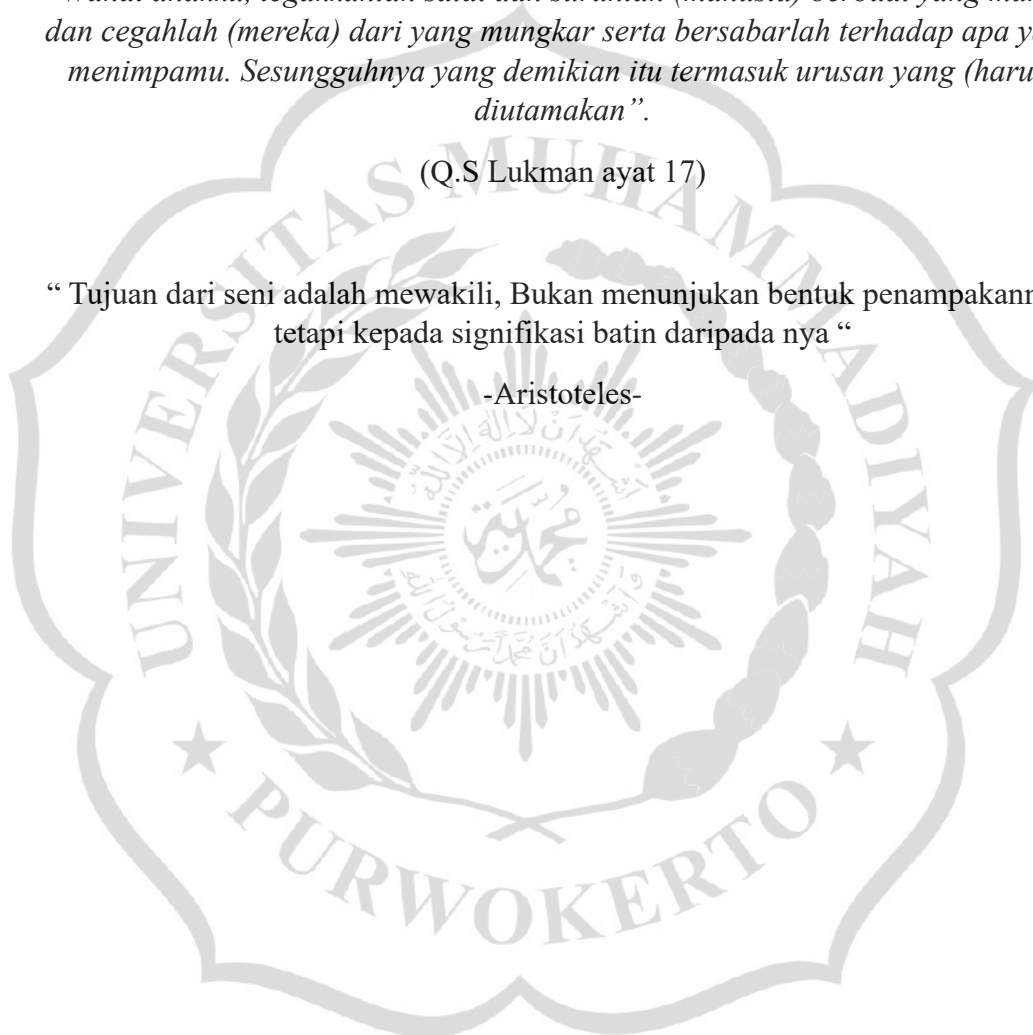 dan cegahlah (mereka) dari yang mungkar serta bersabarlah terhadap apa
menimpamu. Sesungguhnya yang demikian itu termasuk urusan yang
diutamakan”.
(Q.S Lukman ayat 17)
“ Tujuan dari seni adalah mewakili, Bukan menunjukan bentuk
tetapi kepada signifikasi batin daripada nya “
-Aristoteles-
UNIVERSITAS MUHAMMADIYAH
PURWOKERTO